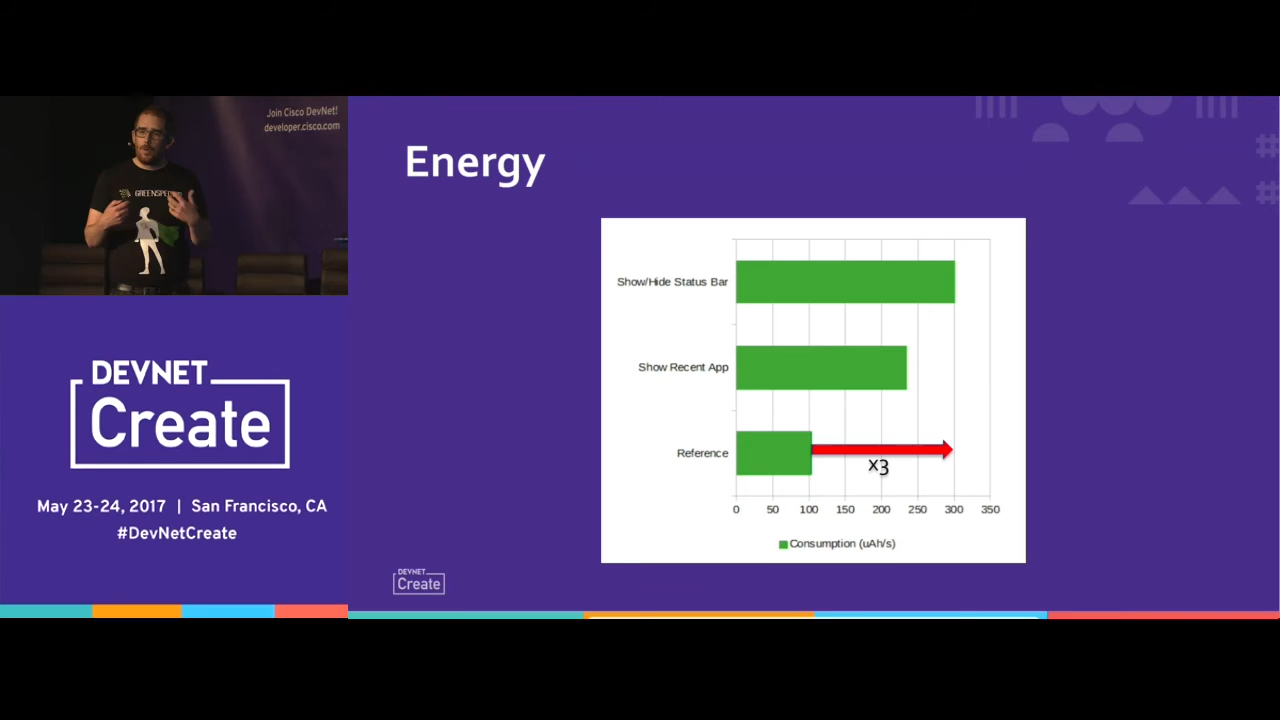 Join Cisco DevNet!
developer.cisco.com
DEVNET
Create
May 23-24, 2017 | San Francisco, CA
#DevNetCreate
Energy
Show/Hide Status Bar
Show Recent App
Reference
x3
0 50 100 150 200 250 300 350
Consumption (uAh/s)
DEVNET
Create
#
#